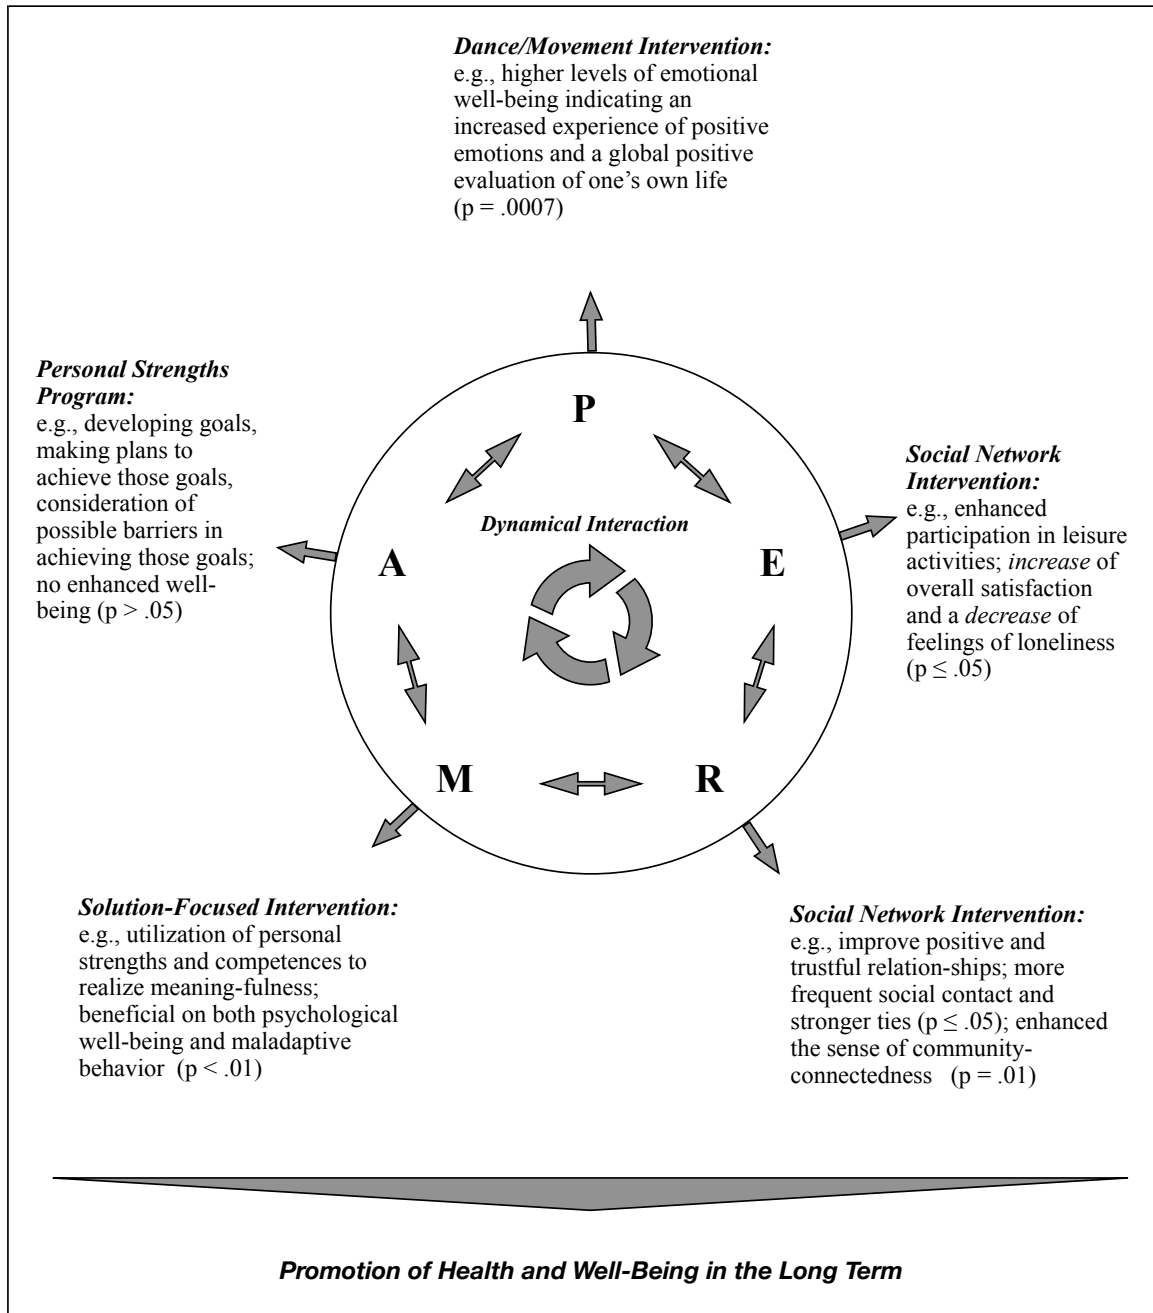 Dance/Movement Intervention:
e.g., higher levels of emotional
well-being indicating an
increased experience of positive
emotions and a global positive
evaluation of one’s own life
(p = .0007)
Personal Strengths
Program:
e.g., developing goals,
making plans to
achieve those goals,
consideration of
possible barriers in
achieving those goals;
no enhanced well-
being (p > .05)
P
Dynamical Interaction
A
E
M
R
Social Network
Intervention:
e.g., enhanced
participation in leisure
activities; increase of
overall satisfaction
and a decrease of
feelings of loneliness
(p ≤ .05)
Solution-Focused Intervention:
e.g., utilization of personal
strengths and competences to
realize meaning-fulness;
beneficial on both psychological
well-being and maladaptive
behavior (p < .01)
Social Network Intervention:
e.g., improve positive and
trustful relation-ships; more
frequent social contact and
stronger ties (p ≤ .05); enhanced
the sense of community-
connectedness (p = .01)
Promotion of Health and Well-Being in the Long Term